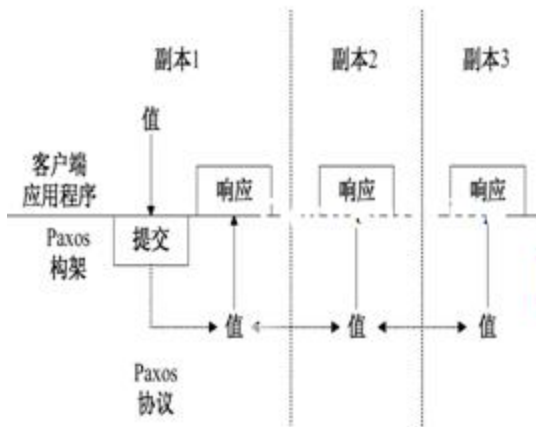 副本1 副本2 副本3
值
客户端
应用程序
响应 响应 响应
Paxos
构架
提交
值 值 值
Paxos
协议